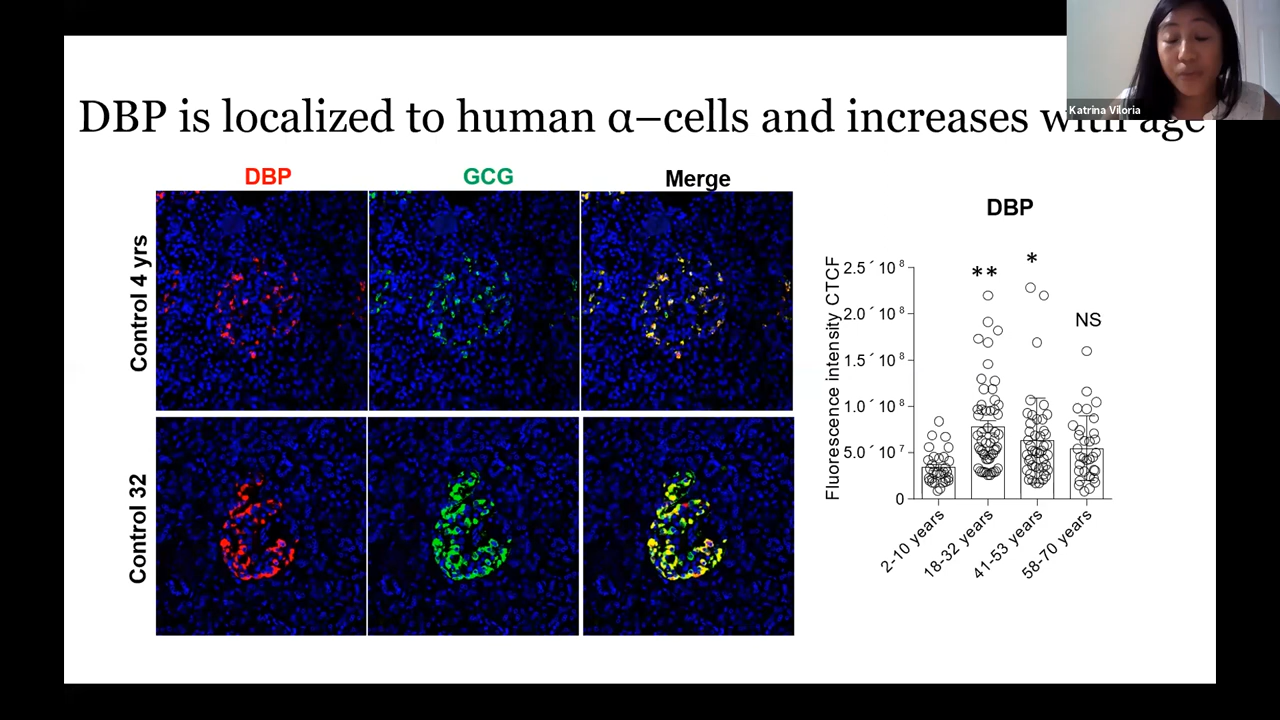 DBP is localized to human α–cells and increases with age
Katrina Viloria
DBP
GCG
Merge
Control 4 yrs
Control 32
DBP
Fluorescence intensity CTCF
2.5´10⁸
2.0´10⁸
1.5´10⁸
1.0´10⁸
5.0´10⁷
0
**
*
NS
2-10 years
18-32 years
41-53 years
58-70 years